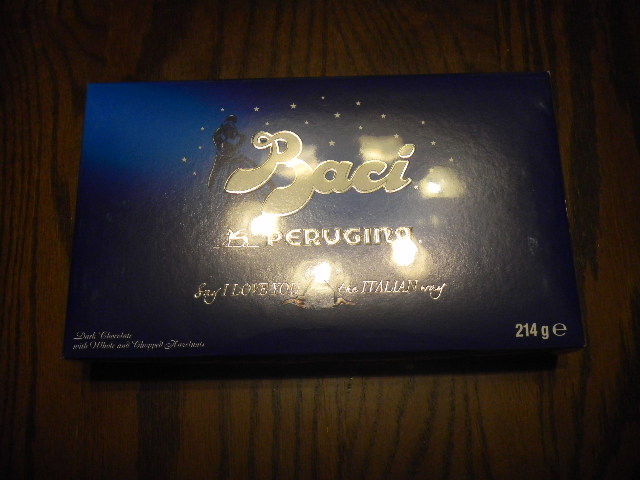 Baci
PERUGINA
Say I LOVE YOU the ITALIAN way
Dark Chocolate
with Whole and Chopped Hazelnuts
214 g e